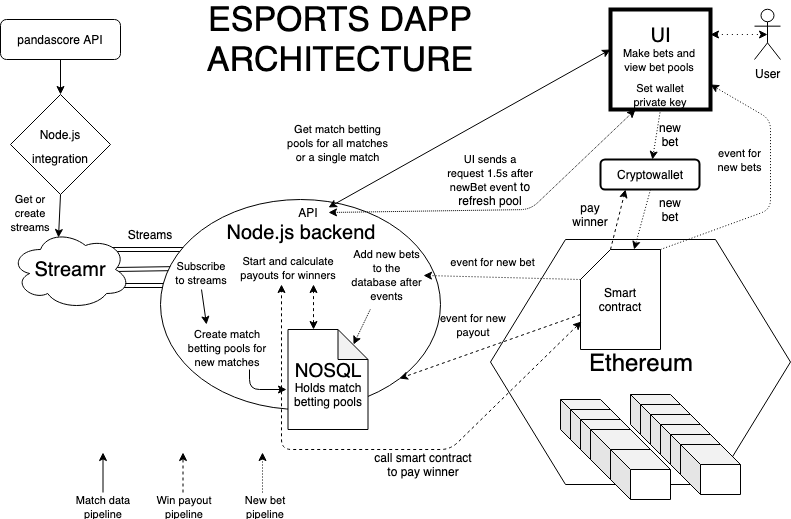 ESPORTS DAPP
ARCHITECTURE
pandascore API
Node.js
integration
Get or
create
streams
Streamr
Streams
UI
Make bets and
view bet pools
Set wallet
private key
User
Get match betting
pools for all matches
or a single match
UI sends a
request 1.5s after
newBet event to
refresh pool
new
bet
event for
new bets
Cryptowallet
pay
winner
new
bet
API
Node.js backend
Subscribe
to streams
Start and calculate
payouts for winners
Add new bets
to the
database after
events
Create match
betting pools for
new matches
NOSQL
Holds match
betting pools
event for new bet
event for new
payout
Smart
contract
Ethereum
call smart contract
to pay winner
Match data
pipeline
Win payout
pipeline
New bet
pipeline